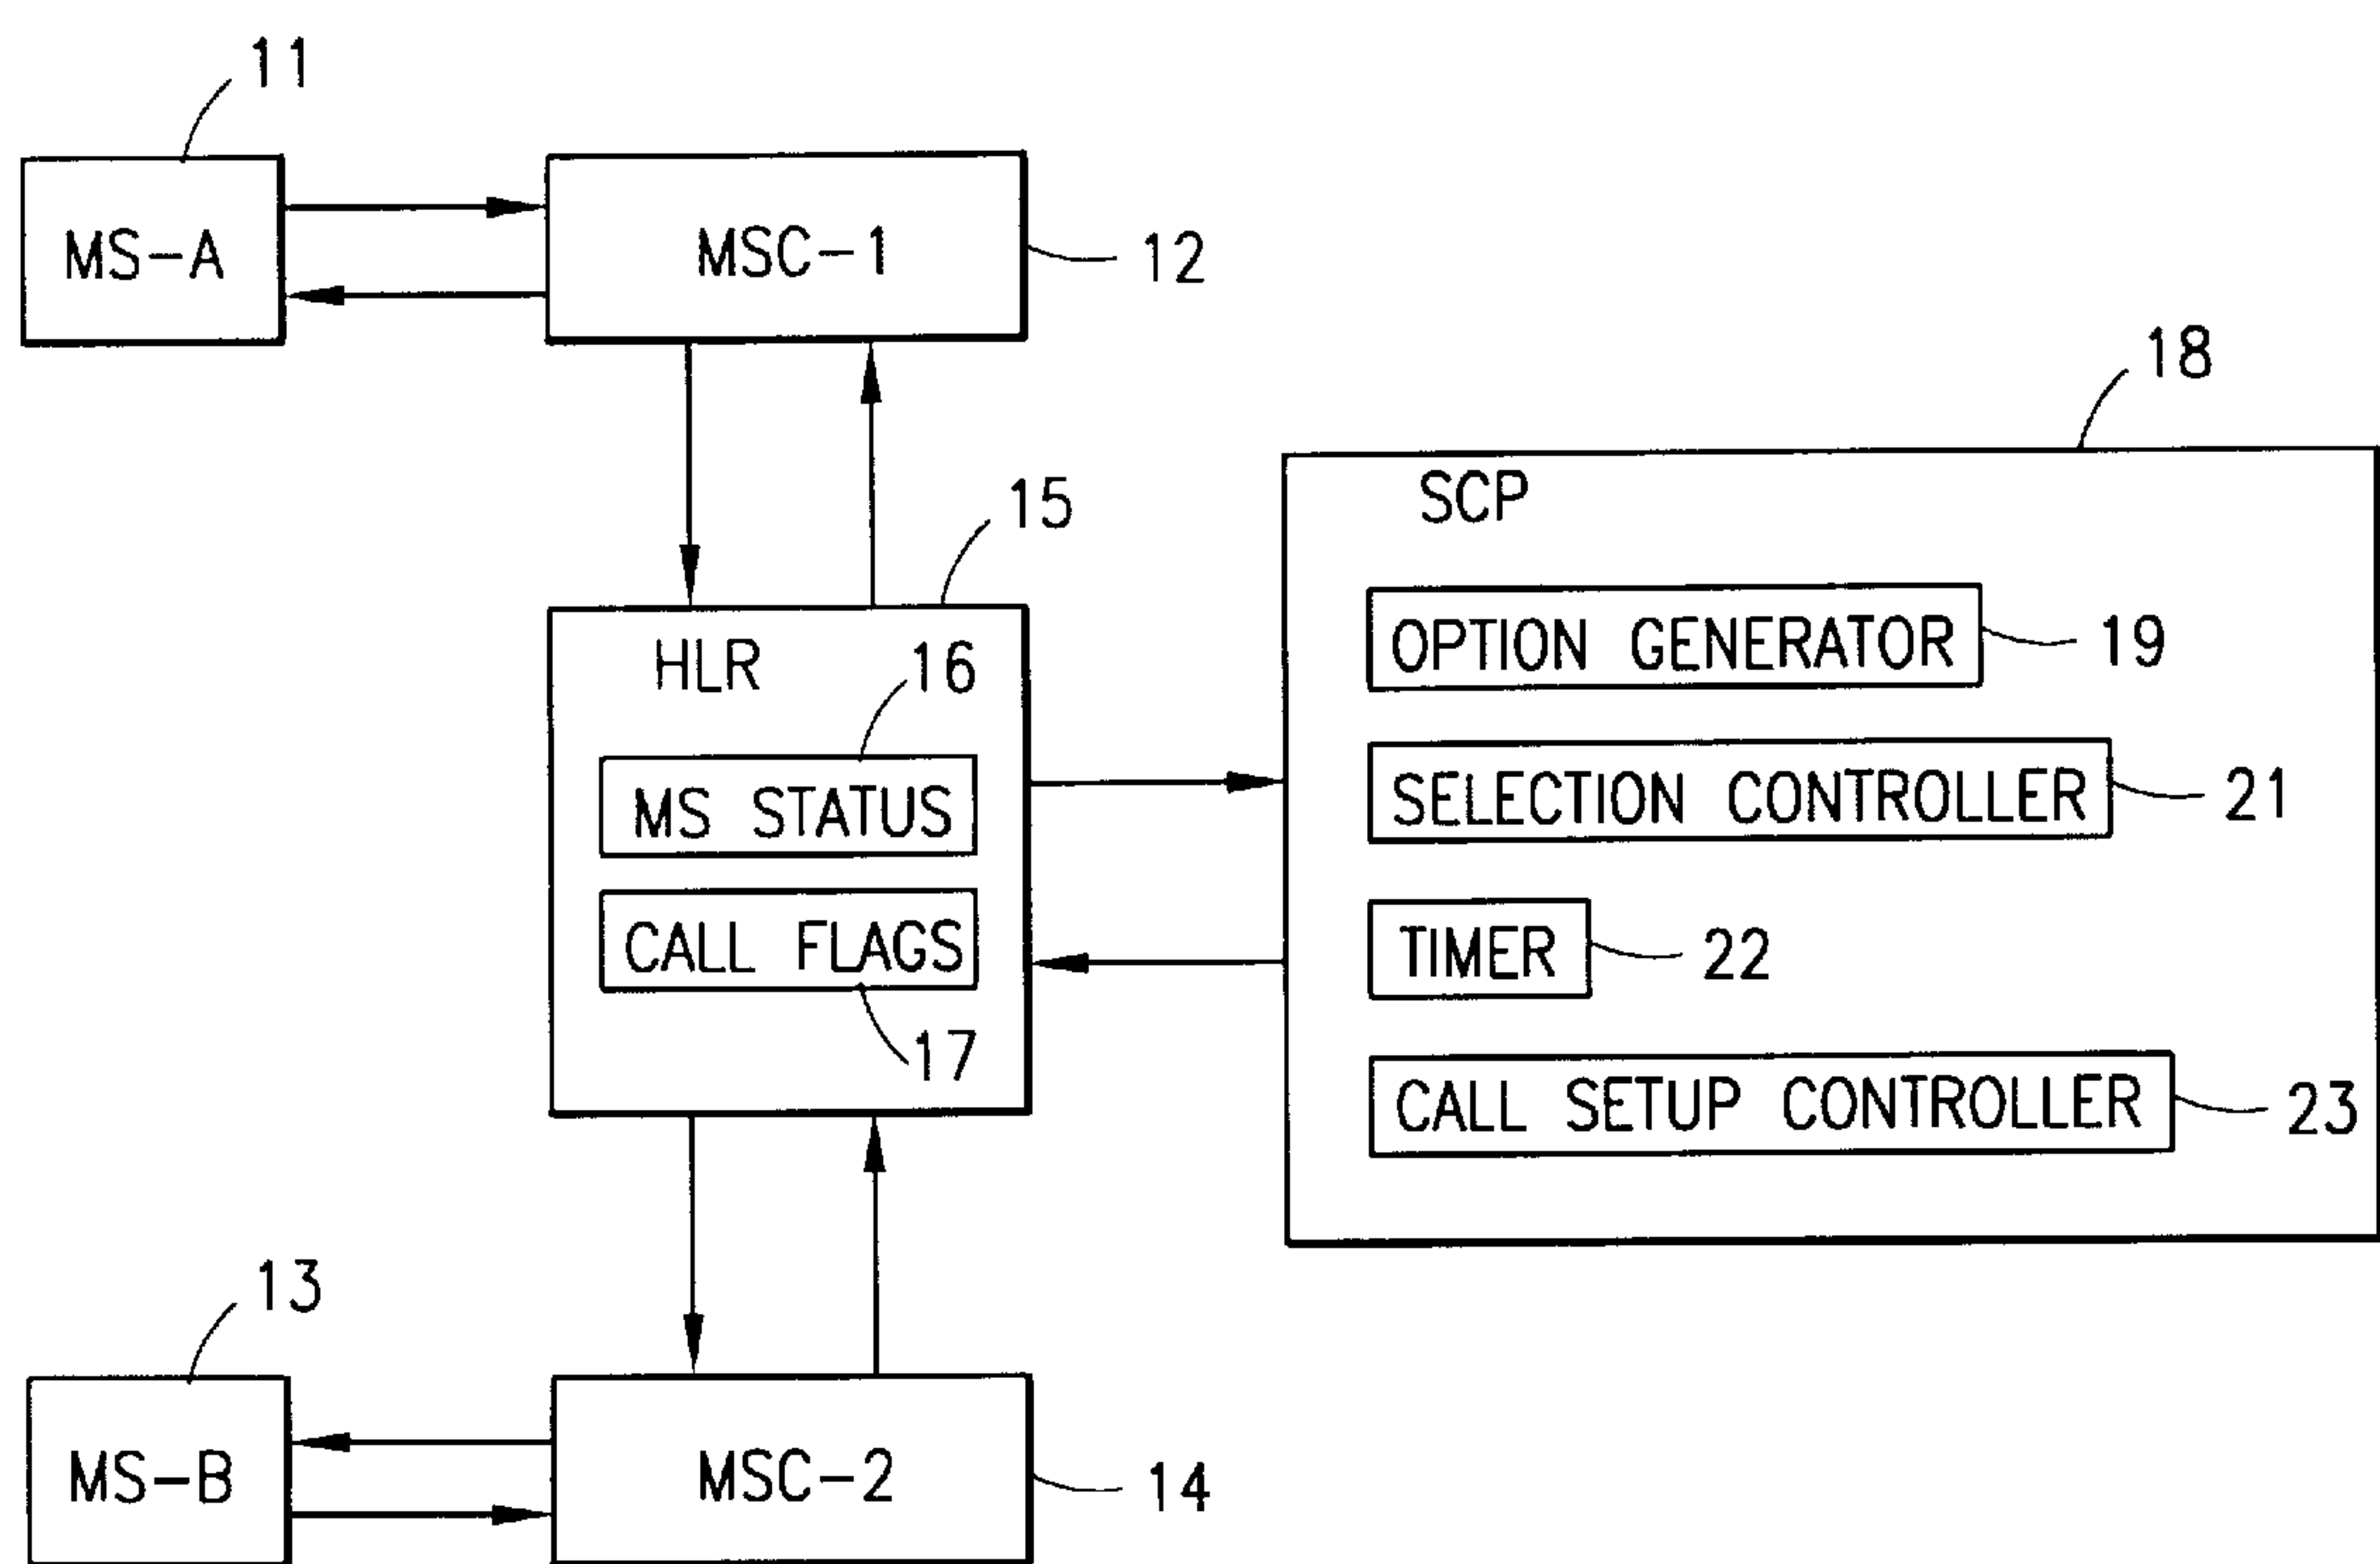 11
MS-A
MSC-1
12
18
15
SCP
HLR
16
OPTION GENERATOR
19
MS STATUS
SELECTION CONTROLLER
21
CALL FLAGS
TIMER
22
17
CALL SETUP CONTROLLER
23
13
MS-B
MSC-2
14